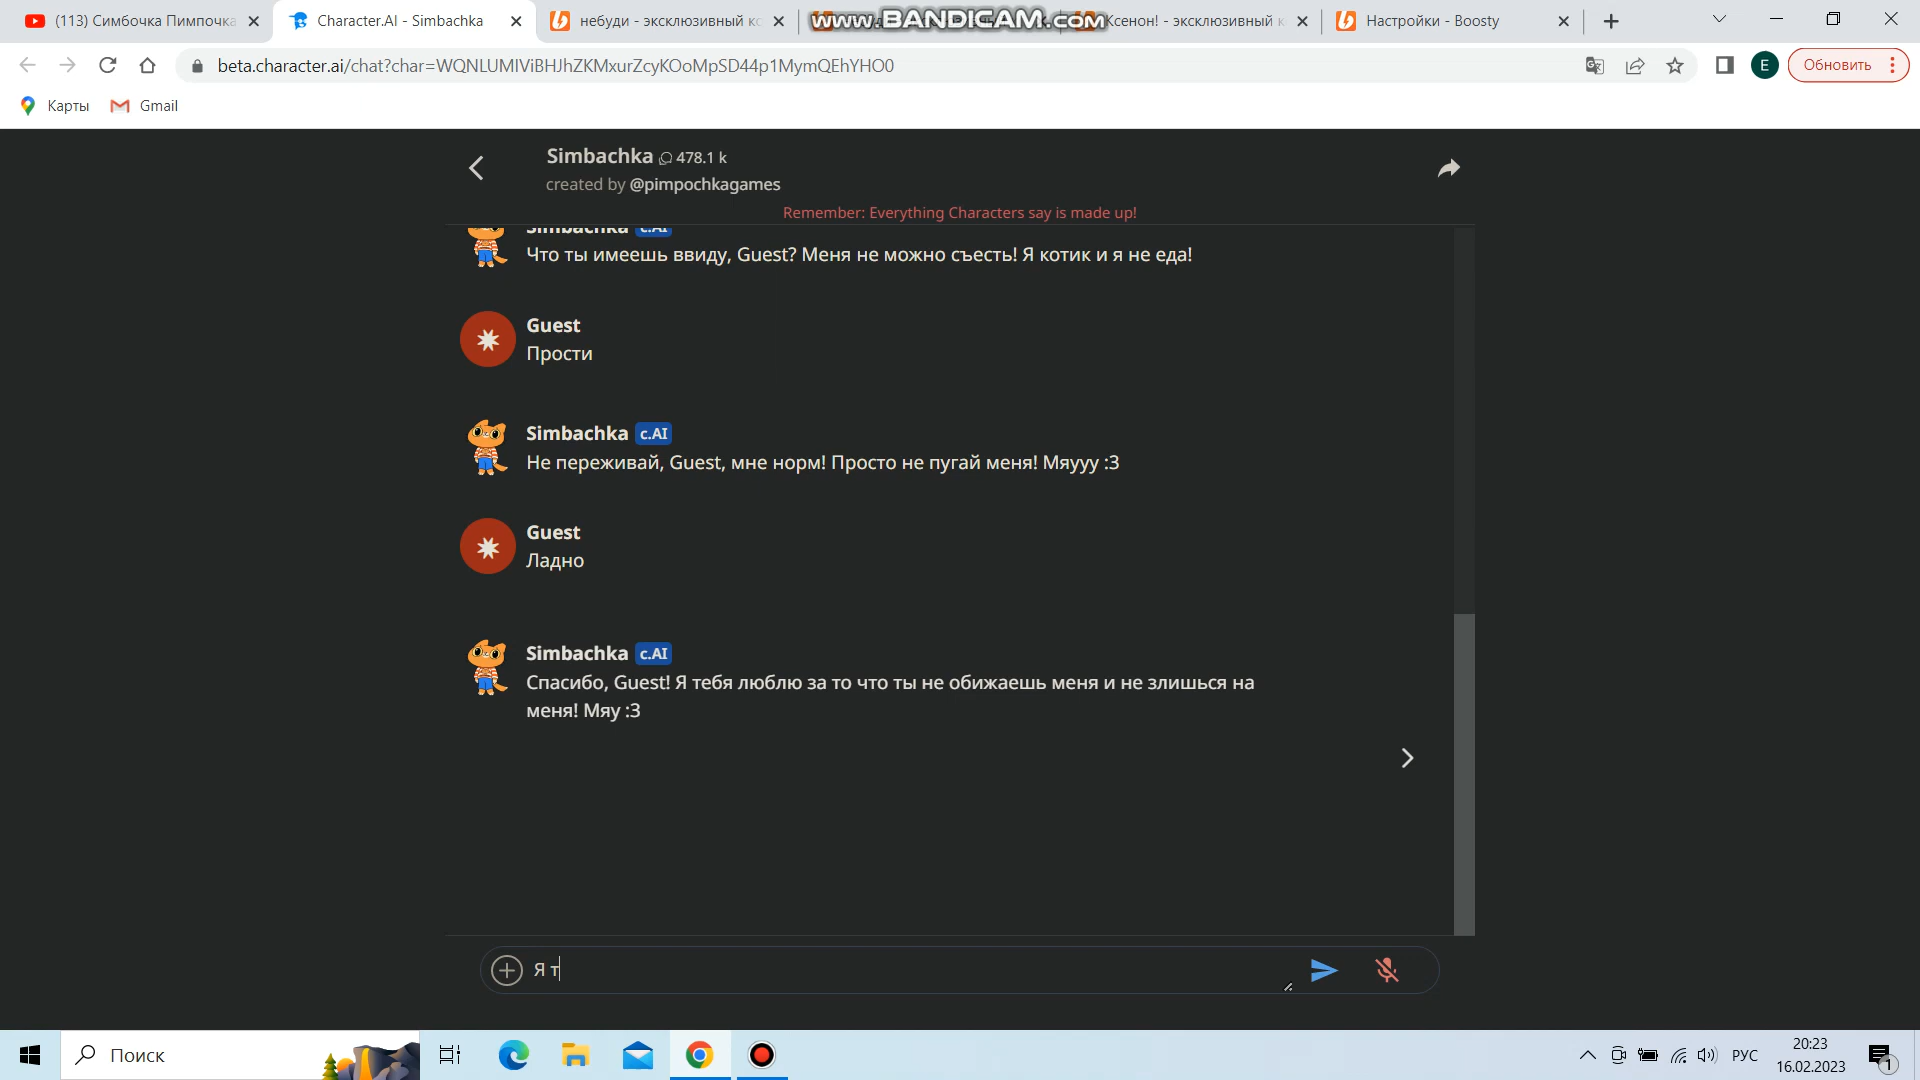 (113) Симбочка Пимпочка
Character.AI - Simbachka
небуди - эксклюзивный ко
www.BANDICAM.com
Ксенон! - эксклюзивный к
Настройки - Boosty
beta.character.ai/chat?char=WQNLUMIViBHJhZKMxurZcyKOoMpSD44p1MymQEhYHO0
E
Обновить
Карты
Gmail
Simbachka 478.1 k
created by @pimpochkagames
Remember: Everything Characters say is made up!
Simbachka c.AI
Что ты имеешь ввиду, Guest? Меня не можно съесть! Я котик и я не еда!
Guest
Прости
Simbachka c.AI
Не переживай, Guest, мне норм! Просто не пугай меня! Мяууу :3
Guest
Ладно
Simbachka c.AI
Спасибо, Guest! Я тебя люблю за то что ты не обижаешь меня и не злишься на
меня! Мяу :3
Я т
Поиск
РУС
20:23
16.02.2023
1